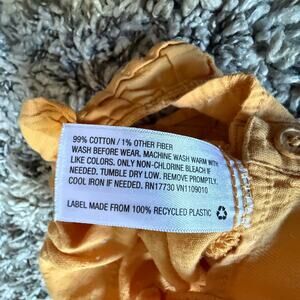 99% COTTON / 1% OTHER FIBER
WASH BEFORE WEAR. MACHINE WASH WARM WITH
LIKE COLORS. ONLY NON-CHLORINE BLEACH IF
NEEDED. TUMBLE DRY LOW. REMOVE PROMPTLY.
COOL IRON IF NEEDED. RN17730 VN1109010
LABEL MADE FROM 100% RECYCLED PLASTIC